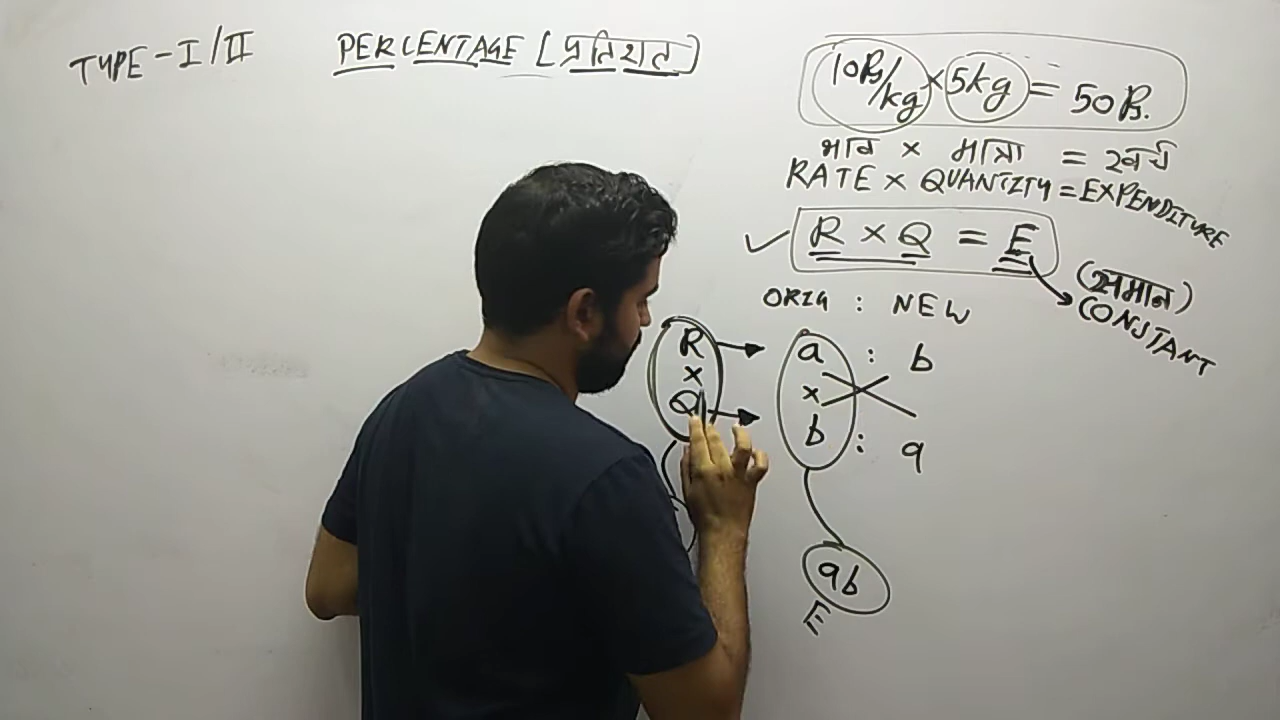 TYPE - I/II PERCENTAGE (प्रतिशत)
10Rs/kg × 5kg = 50Rs.
भाव × मात्रा = खर्च
RATE × QUANTITY = EXPENDITURE
R × Q = E
(समान)
CONSTANT
ORIG : NEW
R → a : b
× ×
Q → b : a
ab
E